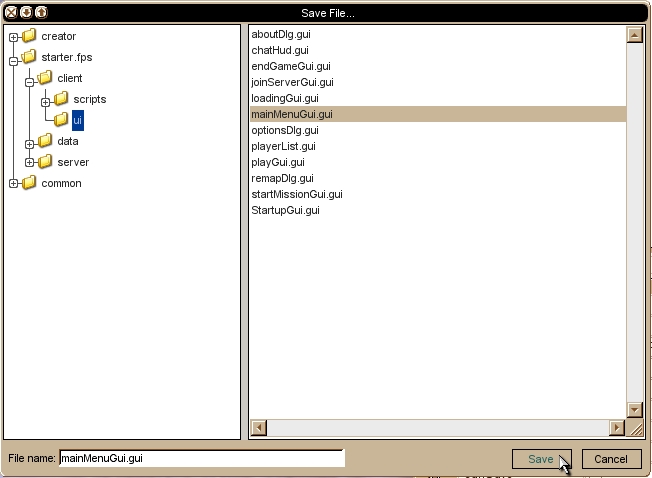 Save File...
creator
starter.fps
client
scripts
ui
data
server
common
aboutDlg.gui
chatHud.gui
endGameGui.gui
joinServerGui.gui
loadingGui.gui
mainMenuGui.gui
optionsDlg.gui
playerList.gui
playGui.gui
remapDlg.gui
startMissionGui.gui
StartupGui.gui
File name: mainMenuGui.gui
Save Cancel